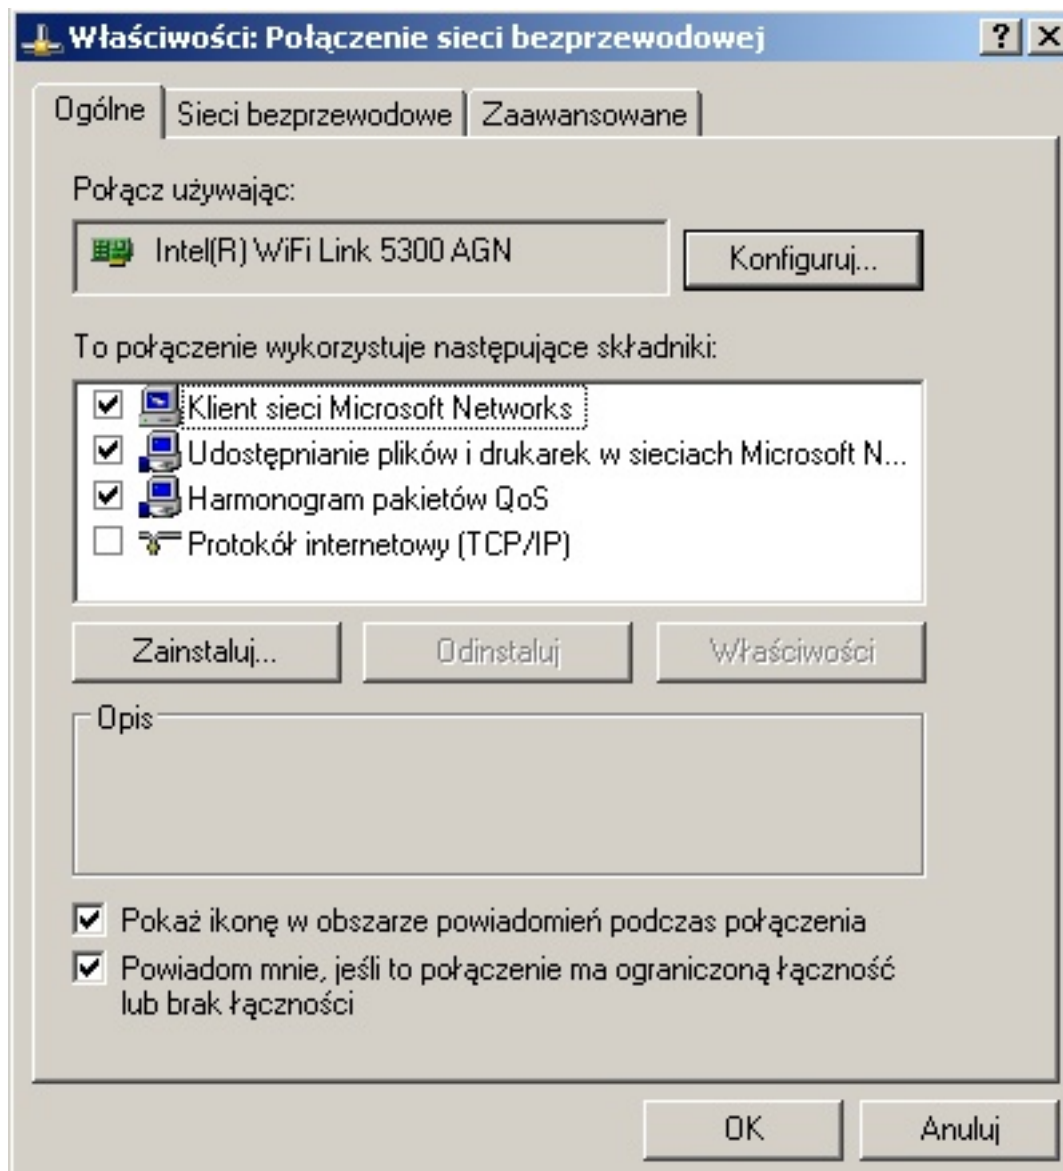 Właściwości: Połączenie sieci bezprzewodowej
Ogólne
Sieci bezprzewodowe
Zaawansowane
Połącz używając:
Intel(R) WiFi Link 5300 AGN
Konfiguruj...
To połączenie wykorzystuje następujące składniki:
Klient sieci Microsoft Networks
Udostępnianie plików i drukarek w sieciach Microsoft N...
Harmonogram pakietów QoS
Protokół internetowy (TCP/IP)
Zainstaluj...
Odinstaluj
Właściwości
Opis
Pokaż ikonę w obszarze powiadomień podczas połączenia
Powiadom mnie, jeśli to połączenie ma ograniczoną łączność
lub brak łączności
OK
Anuluj